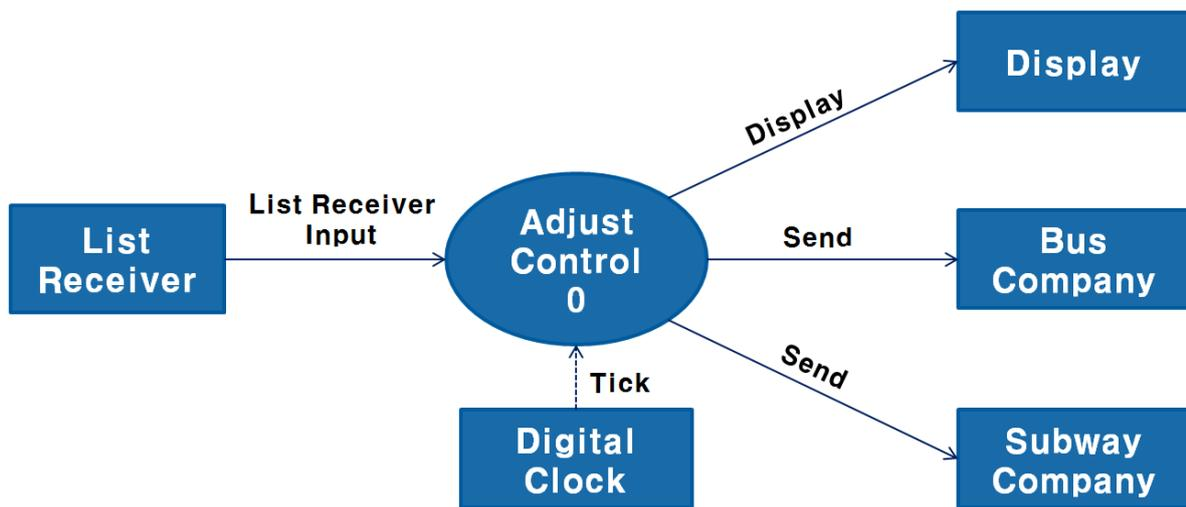 Display
Display
List Receiver
Input
List
Receiver
Adjust
Control
0
Send
Bus
Company
Send
Tick
Digital
Clock
Subway
Company